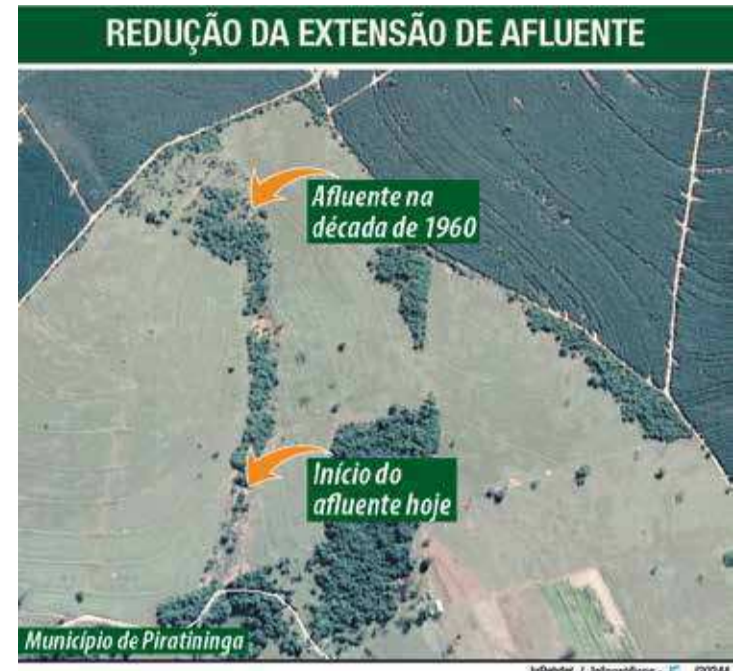 REDUÇÃO DA EXTENSÃO DE AFLUENTE
Afluente na
década de 1960
Início do
afluente hoje
Município de Piratininga